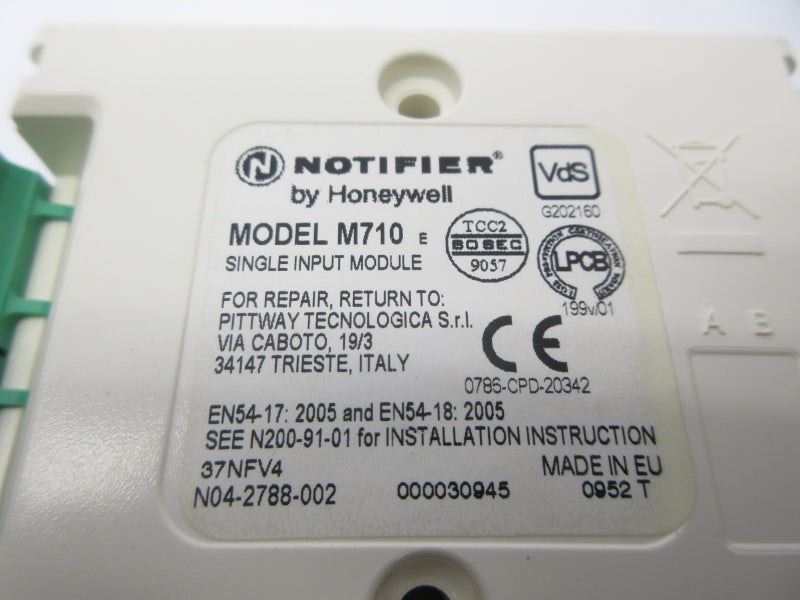 NOTIFIER®
by Honeywell
VdS
G202160
MODEL M710 E
SINGLE INPUT MODULE
TCC2
BOSEC
9057
LPCB
199v/01
FOR REPAIR, RETURN TO:
PITTWAY TECNOLOGICA S.r.l.
VIA CABOTO, 19/3
34147 TRIESTE, ITALY
CE
0786-CPD-20342
EN54-17: 2005 and EN54-18: 2005
SEE N200-91-01 for INSTALLATION INSTRUCTION
37NFV4 MADE IN EU
N04-2788-002 000030945 0952 T
A B